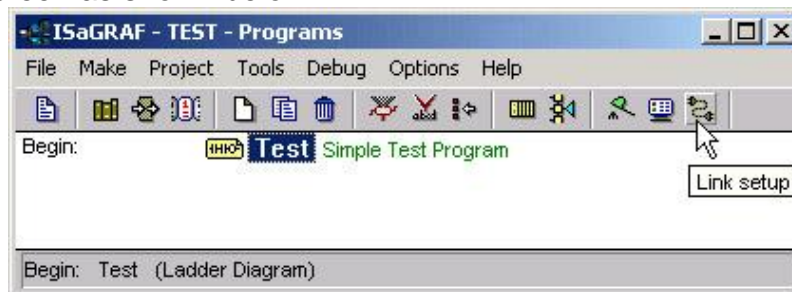 ISaGRAF - TEST - Programs
File Make Project Tools Debug Options Help
Begin: Test Simple Test Program
Link setup
Begin: Test (Ladder Diagram)